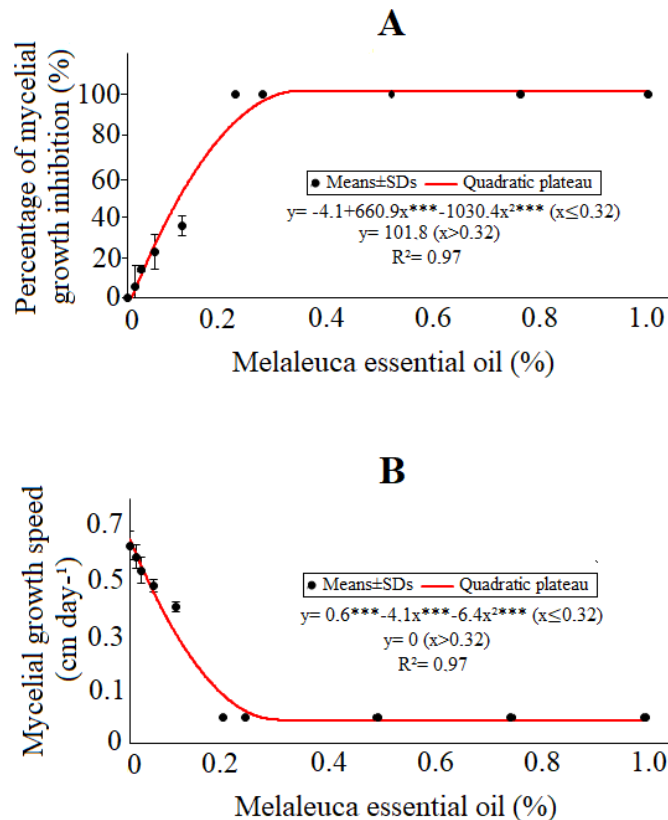 A
Percentage of mycelial
growth inhibition (%)
100
80
60
40
20
0
Means±SDs Quadratic plateau
y= -4.1+660.9x***-1030.4x²*** (x≤0.32)
y= 101.8 (x>0.32)
R²= 0.97
0 0.2 0.4 0.6 0.8 1.0
Melaleuca essential oil (%)
B
Mycelial growth speed
(cm day-¹)
0.7
0.5
0.3
0.1
0
Means±SDs Quadratic plateau
y= 0.6***-4.1x***-6.4x²*** (x≤0.32)
y= 0 (x>0.32)
R²= 0.97
0 0.2 0.4 0.6 0.8 1.0
Melaleuca essential oil (%)